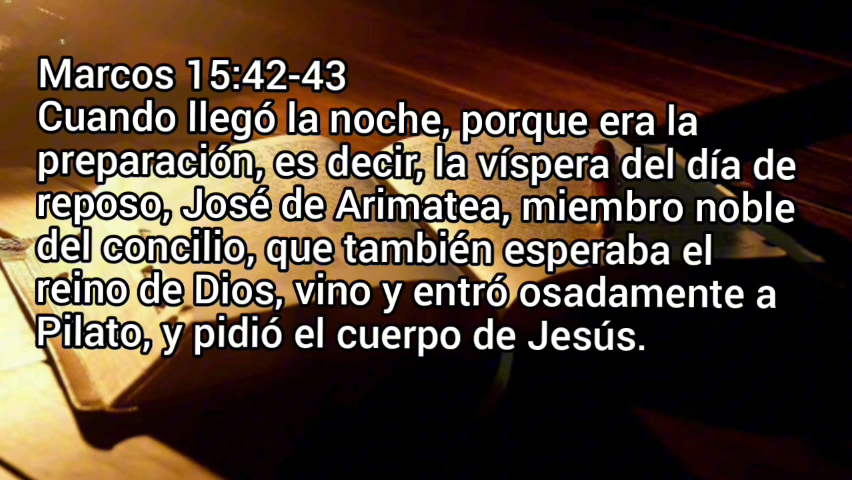 Marcos 15:42-43
Cuando llegó la noche, porque era la
preparación, es decir, la víspera del día de
reposo, José de Arimatea, miembro noble
del concilio, que también esperaba el
reino de Dios, vino y entró osadamente a
Pilato, y pidió el cuerpo de Jesús.